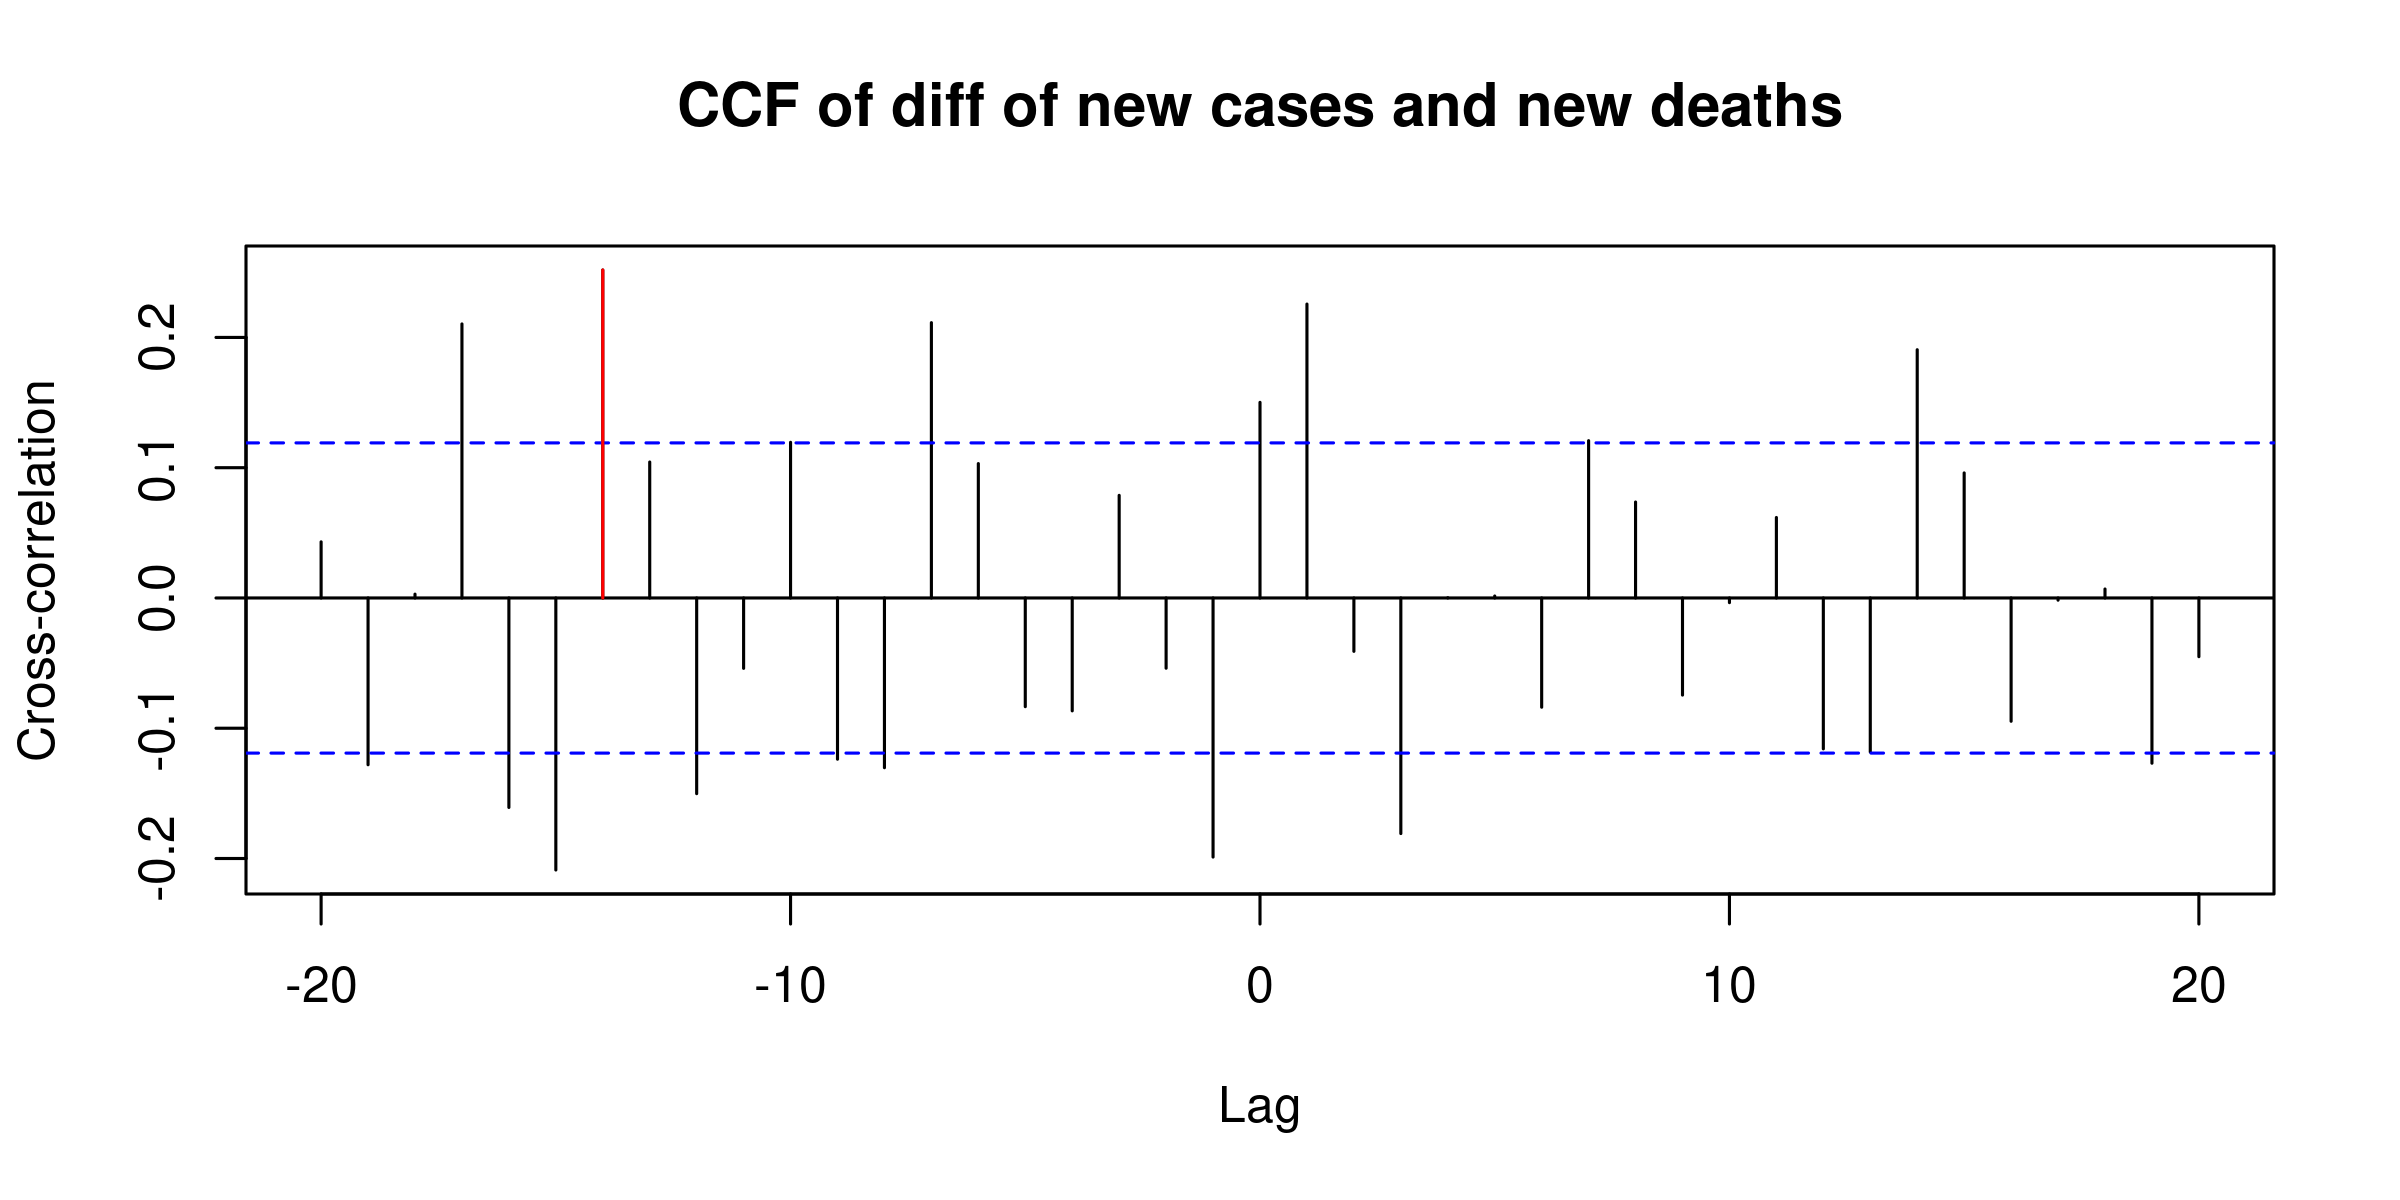 CCF of diff of new cases and new deaths
Cross-correlation
0.2
0.1
0.0
-0.1
-0.2
-20 -10 0 10 20
Lag